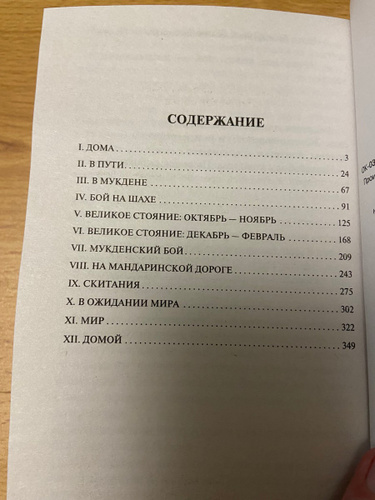 СОДЕРЖАНИЕ
I. ДОМА . . . . . . . . . . . . . . . . . . . . . . . . . . . . . . 3
II. В ПУТИ . . . . . . . . . . . . . . . . . . . . . . . . . . . . 24
III. В МУКДЕНЕ . . . . . . . . . . . . . . . . . . . . . . . . 67
IV. БОЙ НА ШАХЕ . . . . . . . . . . . . . . . . . . . . . . 91
V. ВЕЛИКОЕ СТОЯНИЕ: ОКТЯБРЬ — НОЯБРЬ . . . . . . . 125
VI. ВЕЛИКОЕ СТОЯНИЕ: ДЕКАБРЬ — ФЕВРАЛЬ . . . . . . 168
VII. МУКДЕНСКИЙ БОЙ . . . . . . . . . . . . . . . . . . . . 209
VIII. НА МАНДАРИНСКОЙ ДОРОГЕ . . . . . . . . . . . . . . 243
IX. СКИТАНИЯ . . . . . . . . . . . . . . . . . . . . . . . . . 275
X. В ОЖИДАНИИ МИРА . . . . . . . . . . . . . . . . . . . . 302
XI. МИР . . . . . . . . . . . . . . . . . . . . . . . . . . . . . 322
XII. ДОМОЙ . . . . . . . . . . . . . . . . . . . . . . . . . . . 349